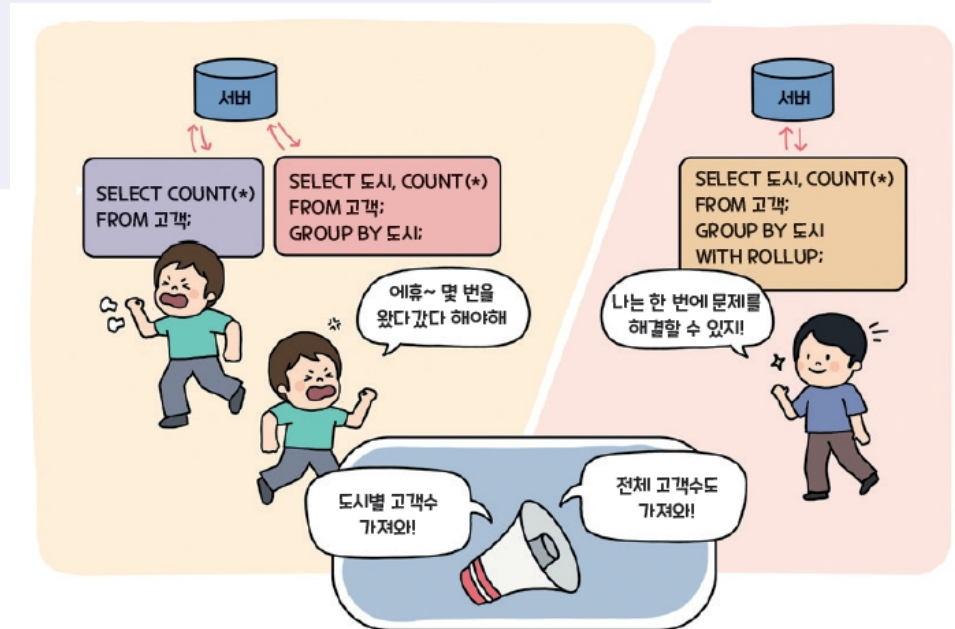 서버
SELECT COUNT(*)
FROM 고객;
SELECT 도시, COUNT(*)
FROM 고객;
GROUP BY 도시;
에휴~ 몇 번을
왔다갔다 해야해
서버
SELECT 도시, COUNT(*)
FROM 고객;
GROUP BY 도시
WITH ROLLUP;
나는 한 번에 문제를
해결할 수 있지!
도시별 고객수
가져와!
전체 고객수도
가져와!